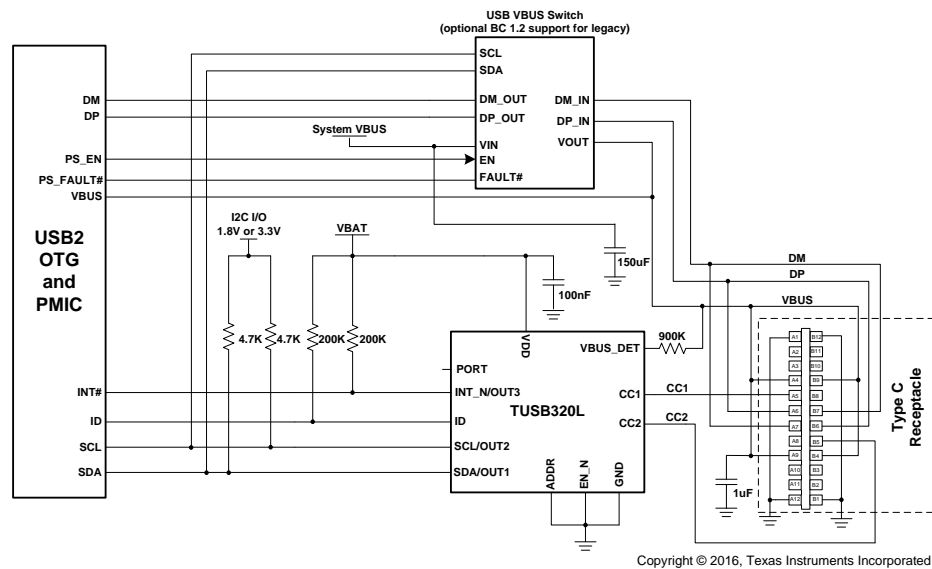 USB VBUS Switch
(optional BC 1.2 support for legacy)
SCL
SDA
DM
DP
DM_OUT
DP_OUT
DM_IN
DP_IN
VOUT
System VBUS
VIN
EN
FAULT#
PS_EN
PS_FAULT#
VBUS
USB2
OTG
and
PMIC
I2C I/O
1.8V or 3.3V
VBAT
150uF
100nF
DM
DP
VBUS
4.7K
4.7K
200K
200K
VDD
VBUS_DET
900K
PORT
INT#
INT_N/OUT3
CC1
CC1
TUSB320L
ID
ID
CC2
CC2
SCL
SCL/OUT2
SDA
SDA/OUT1
ADDR
EN_N
GND
1uF
A1
B12
A2
B11
A3
B10
A4
B9
A5
B8
A6
B7
A7
B6
A8
B5
A9
B4
A10
B3
A11
B2
A12
B1
Type C
Receptacle
Copyright © 2016, Texas Instruments Incorporated